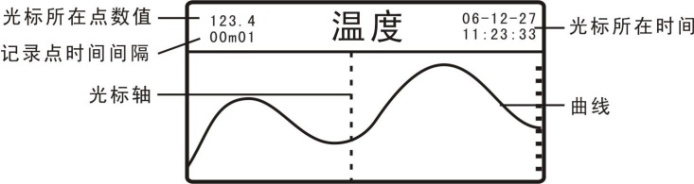 光标所在点数值
123.4
温度
06-12-27
记录点时间间隔
00m01
11:23:33
光标所在时间
光标轴
曲线